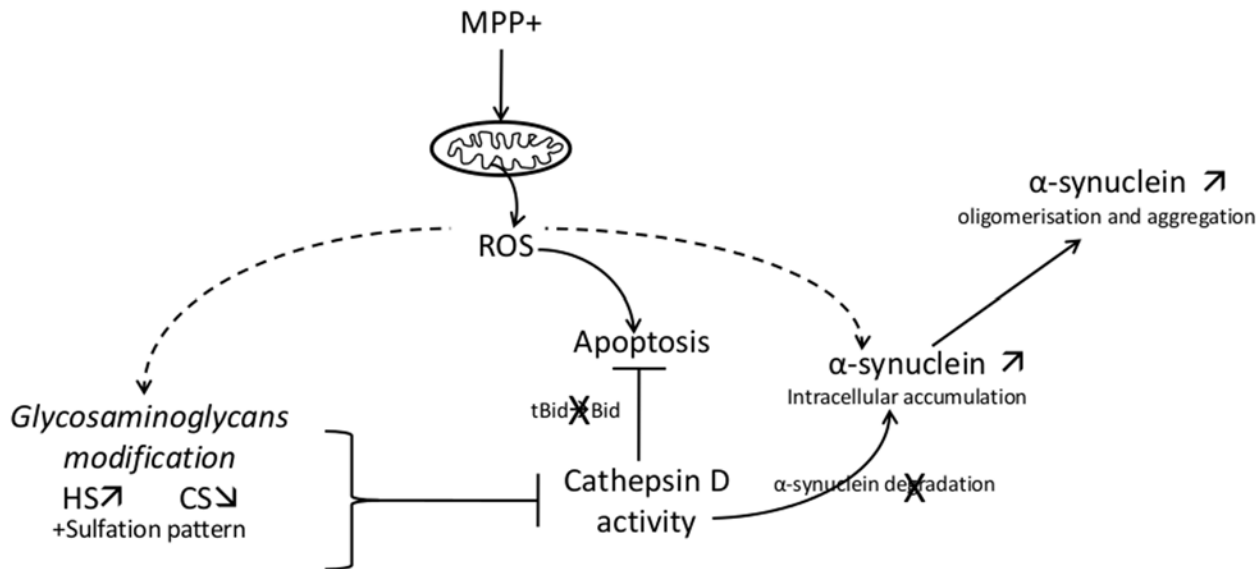 MPP+
ROS
α-synuclein ↗
oligomerisation and aggregation
Apoptosis
α-synuclein ↗
Intracellular accumulation
tBid→Bid
Glycosaminoglycans
modification
HS↗ CS↘
+Sulfation pattern
Cathepsin D
activity
α-synuclein degradation